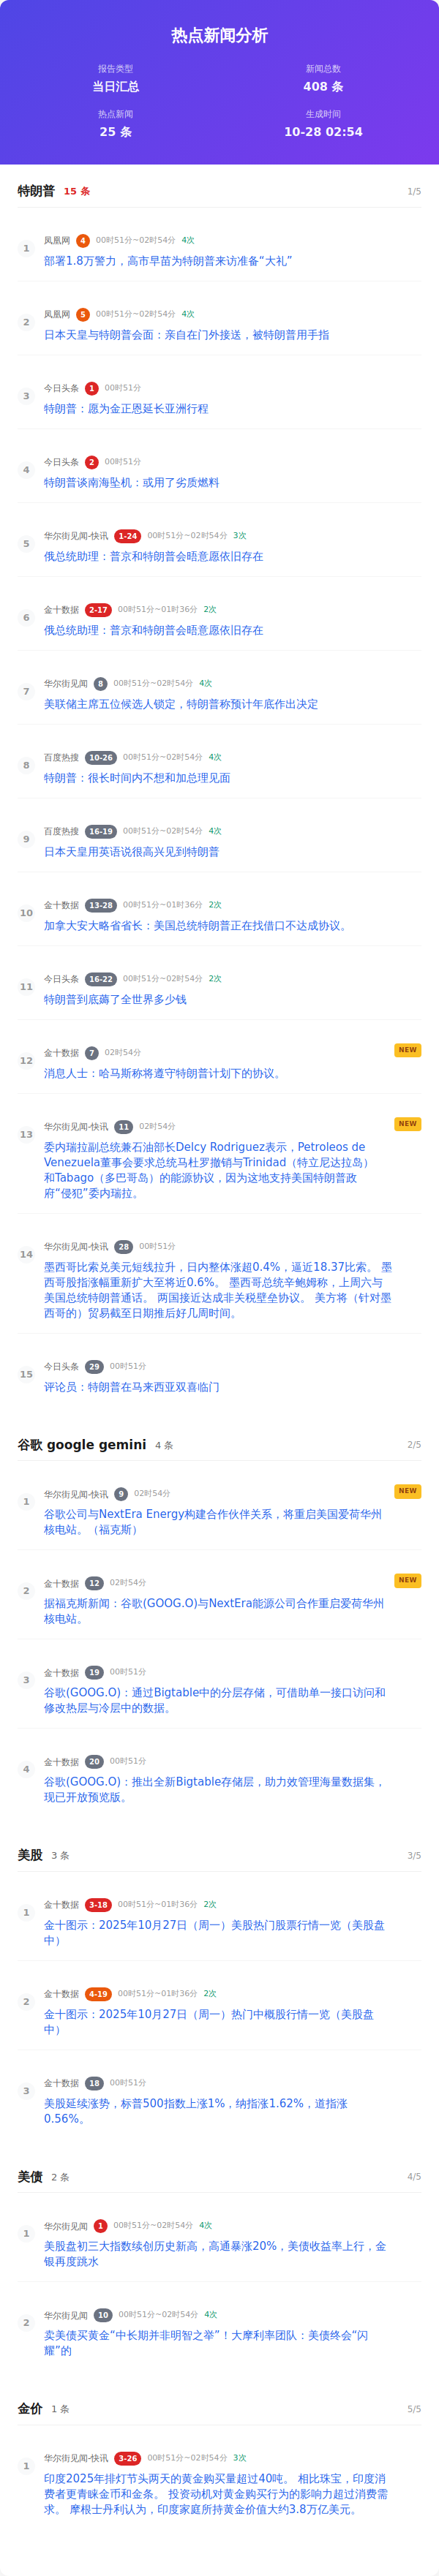 热点新闻分析
报告类型
当日汇总
新闻总数
408 条
热点新闻
25 条
生成时间
10-28 02:54
特朗普 15 条 1/5
1 凤凰网 4 00时51分~02时54分 4次
部署1.8万警力，高市早苗为特朗普来访准备“大礼”
2 凤凰网 5 00时51分~02时54分 4次
日本天皇与特朗普会面：亲自在门外接送，被特朗普用手指
3 今日头条 1 00时51分
特朗普：愿为金正恩延长亚洲行程
4 今日头条 2 00时51分
特朗普谈南海坠机：或用了劣质燃料
5 华尔街见闻-快讯 1-24 00时51分~02时54分 3次
俄总统助理：普京和特朗普会晤意愿依旧存在
6 金十数据 2-17 00时51分~01时36分 2次
俄总统助理：普京和特朗普会晤意愿依旧存在
7 华尔街见闻 8 00时51分~02时54分 4次
美联储主席五位候选人锁定，特朗普称预计年底作出决定
8 百度热搜 10-26 00时51分~02时54分 4次
特朗普：很长时间内不想和加总理见面
9 百度热搜 16-19 00时51分~02时54分 4次
日本天皇用英语说很高兴见到特朗普
10 金十数据 13-28 00时51分~01时36分 2次
加拿大安大略省省长：美国总统特朗普正在找借口不达成协议。
11 今日头条 16-22 00时51分~02时54分 2次
特朗普到底薅了全世界多少钱
12 金十数据 7 02时54分 NEW
消息人士：哈马斯称将遵守特朗普计划下的协议。
13 华尔街见闻-快讯 11 02时54分 NEW
委内瑞拉副总统兼石油部长Delcy Rodriguez表示，Petroleos de
Venezuela董事会要求总统马杜罗撤销与Trinidad（特立尼达拉岛）
和Tabago（多巴哥岛）的能源协议，因为这地方支持美国特朗普政
府“侵犯”委内瑞拉。
14 华尔街见闻-快讯 28 00时51分
墨西哥比索兑美元短线拉升，日内整体涨超0.4%，逼近18.37比索。 墨
西哥股指涨幅重新扩大至将近0.6%。 墨西哥总统辛鲍姆称，上周六与
美国总统特朗普通话。 两国接近达成非关税壁垒协议。 美方将（针对墨
西哥的）贸易截至日期推后好几周时间。
15 今日头条 29 00时51分
评论员：特朗普在马来西亚双喜临门
谷歌 google gemini 4 条 2/5
1 华尔街见闻-快讯 9 02时54分 NEW
谷歌公司与NextEra Energy构建合作伙伴关系，将重启美国爱荷华州
核电站。（福克斯）
2 金十数据 12 02时54分 NEW
据福克斯新闻：谷歌(GOOG.O)与NextEra能源公司合作重启爱荷华州
核电站。
3 金十数据 19 00时51分
谷歌(GOOG.O)：通过Bigtable中的分层存储，可借助单一接口访问和
修改热层与冷层中的数据。
4 金十数据 20 00时51分
谷歌(GOOG.O)：推出全新Bigtable存储层，助力效管理海量数据集，
现已开放预览版。
美股 3 条 3/5
1 金十数据 3-18 00时51分~01时36分 2次
金十图示：2025年10月27日（周一）美股热门股票行情一览（美股盘
中）
2 金十数据 4-19 00时51分~01时36分 2次
金十图示：2025年10月27日（周一）热门中概股行情一览（美股盘
中）
3 金十数据 18 00时51分
美股延续涨势，标普500指数上涨1%，纳指涨1.62%，道指涨
0.56%。
美债 2 条 4/5
1 华尔街见闻 1 00时51分~02时54分 4次
美股盘初三大指数续创历史新高，高通暴涨20%，美债收益率上行，金
银再度跳水
2 华尔街见闻 10 00时51分~02时54分 4次
卖美债买黄金“中长期并非明智之举”！大摩利率团队：美债终会“闪
耀”的
金价 1 条 5/5
1 华尔街见闻-快讯 3-26 00时51分~02时54分 3次
印度2025年排灯节头两天的黄金购买量超过40吨。 相比珠宝，印度消
费者更青睐金币和金条。 投资动机对黄金购买行为的影响力超过消费需
求。 摩根士丹利认为，印度家庭所持黄金价值大约3.8万亿美元。